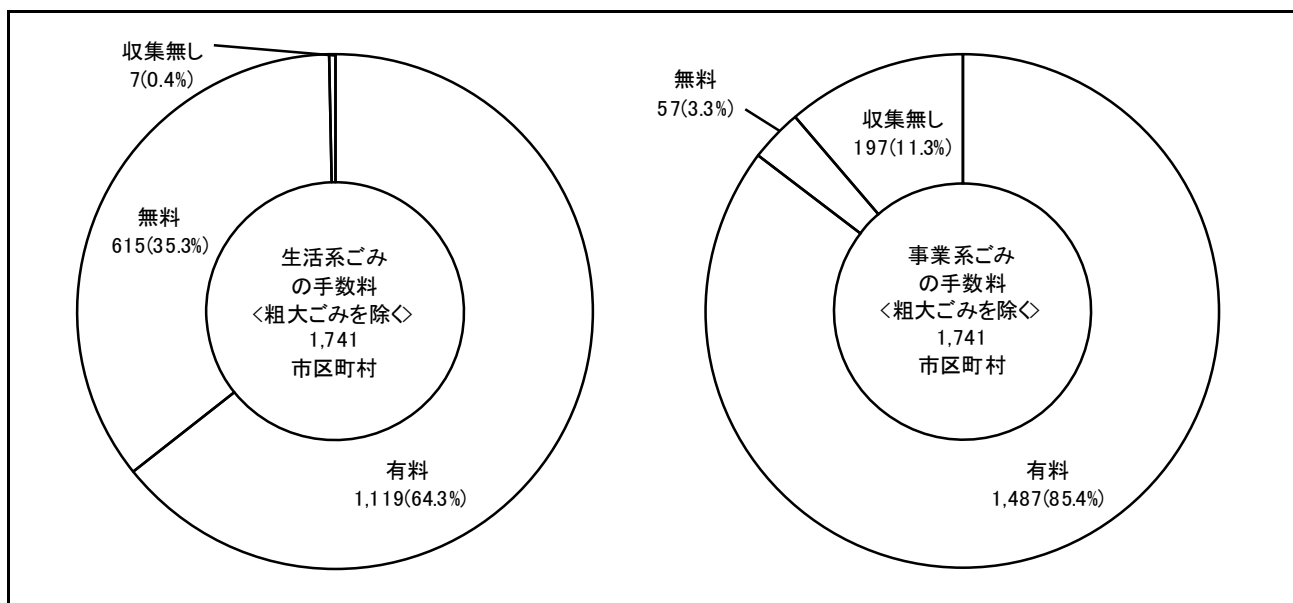 収集無し
7(0.4%)
無料
615(35.3%)
生活系ごみ
の手数料
<粗大ごみを除く>
1,741
市区町村
有料
1,119(64.3%)
無料
57(3.3%)
収集無し
197(11.3%)
事業系ごみ
の手数料
<粗大ごみを除く>
1,741
市区町村
有料
1,487(85.4%)